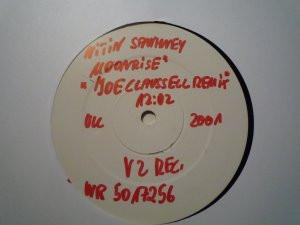 NITIN SAWHNEY
"MOONRISE"
"JOE CLAUSSELL REMIX"
12:02
UK 2001
V2 REC.
WR 5017256